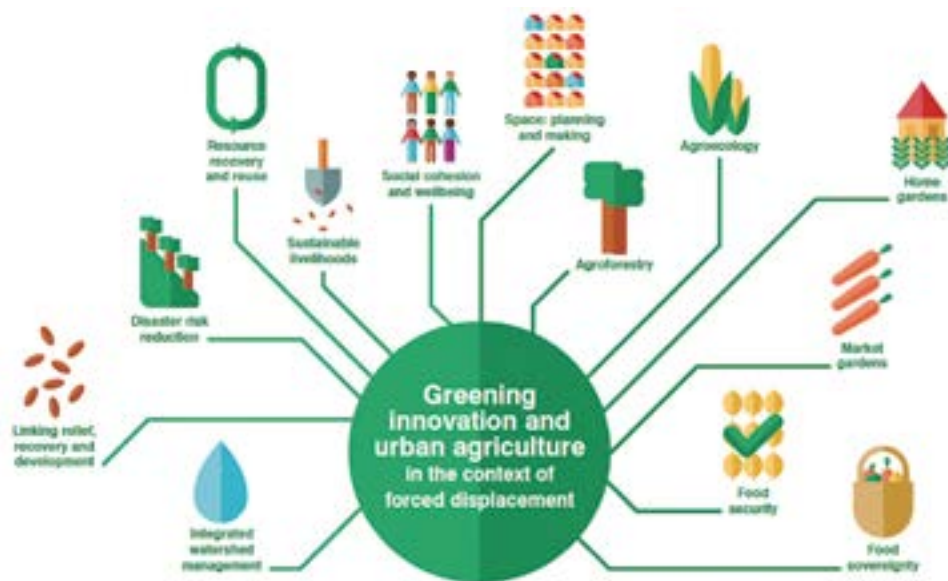 Resource
recovery
and reuse
Social cohesion
and wellbeing
Space: planning
and making
Agroecology
Home
gardens
Sustainable
livelihoods
Agroforestry
Disaster risk
reduction
Market
gardens
Linking relief,
recovery and
development
Greening
innovation and
urban agriculture
in the context of
forced displacement
Food
security
Integrated
watershed
management
Food
sovereignty